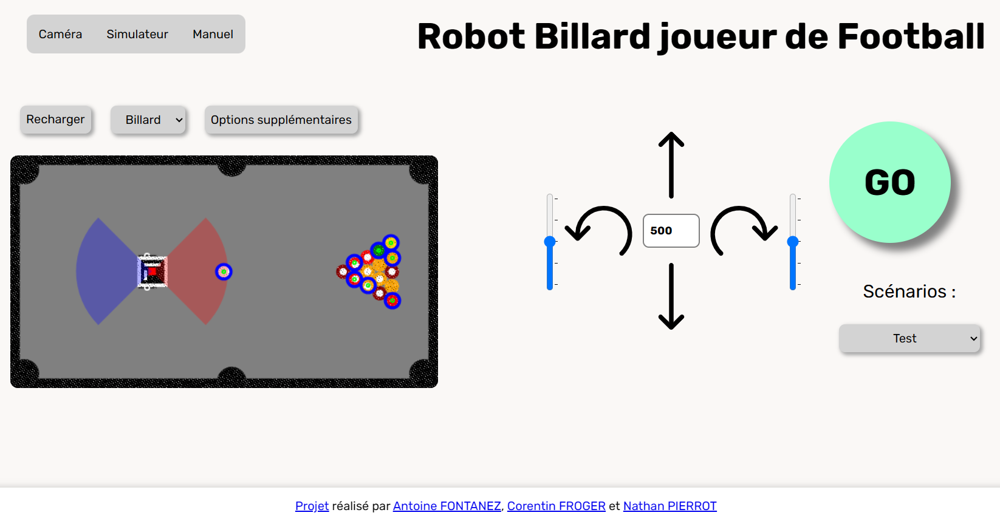 Caméra Simulateur Manuel
Robot Billard joueur de Football
Recharger Billard Options supplémentaires
GO
500
Scénarios :
Test
Projet réalisé par Antoine FONTANEZ, Corentin FROGER et Nathan PIERROT